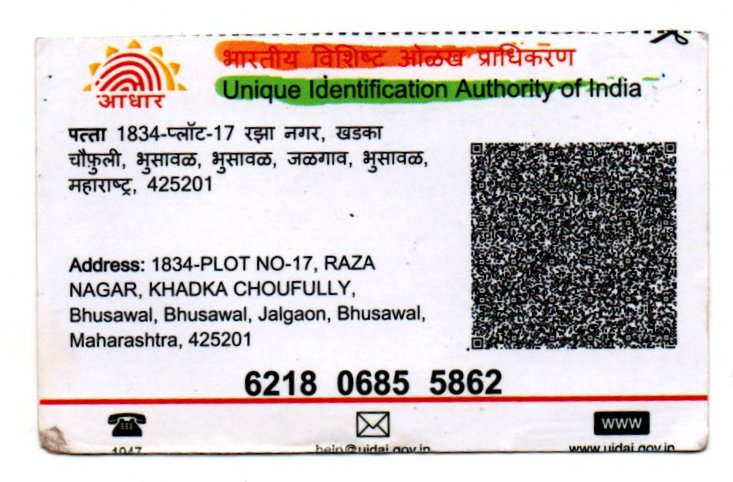 भारतीय विशिष्ट ओळख प्राधिकरण
आधार
Unique Identification Authority of India
पत्ता 1834-प्लॉट-17 रझा नगर, खडका
चौफुली, भुसावळ, भुसावळ, जळगाव, भुसावळ,
महाराष्ट्र, 425201
Address: 1834-PLOT NO-17, RAZA
NAGAR, KHADKA CHOUFULLY,
Bhusawal, Bhusawal, Jalgaon, Bhusawal,
Maharashtra, 425201
6218 0685 5862
WWW
1947
help@uidai.gov.in
www.uidai.gov.in